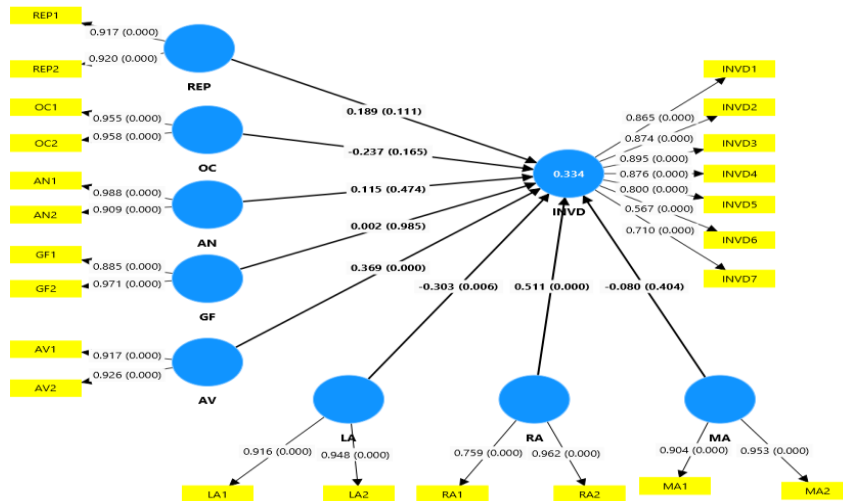 REP1
0.917 (0.000)
0.920 (0.000)
REP2
REP
OC1
0.955 (0.000)
0.958 (0.000)
OC2
OC
AN1
0.988 (0.000)
0.909 (0.000)
AN2
AN
GF1
0.885 (0.000)
0.971 (0.000)
GF2
GF
AV1
0.917 (0.000)
0.926 (0.000)
AV2
AV
0.189 (0.111)
-0.237 (0.165)
0.115 (0.474)
0.002 (0.985)
0.369 (0.000)
-0.303 (0.006)
0.511 (0.000)
-0.080 (0.404)
0.334
INVD
0.865 (0.000)
0.874 (0.000)
0.895 (0.000)
0.876 (0.000)
0.800 (0.000)
0.567 (0.000)
0.710 (0.000)
INVD1
INVD2
INVD3
INVD4
INVD5
INVD6
INVD7
LA
0.916 (0.000)
0.948 (0.000)
LA1
LA2
RA
0.759 (0.000)
0.962 (0.000)
RA1
RA2
MA
0.904 (0.000)
0.953 (0.000)
MA1
MA2